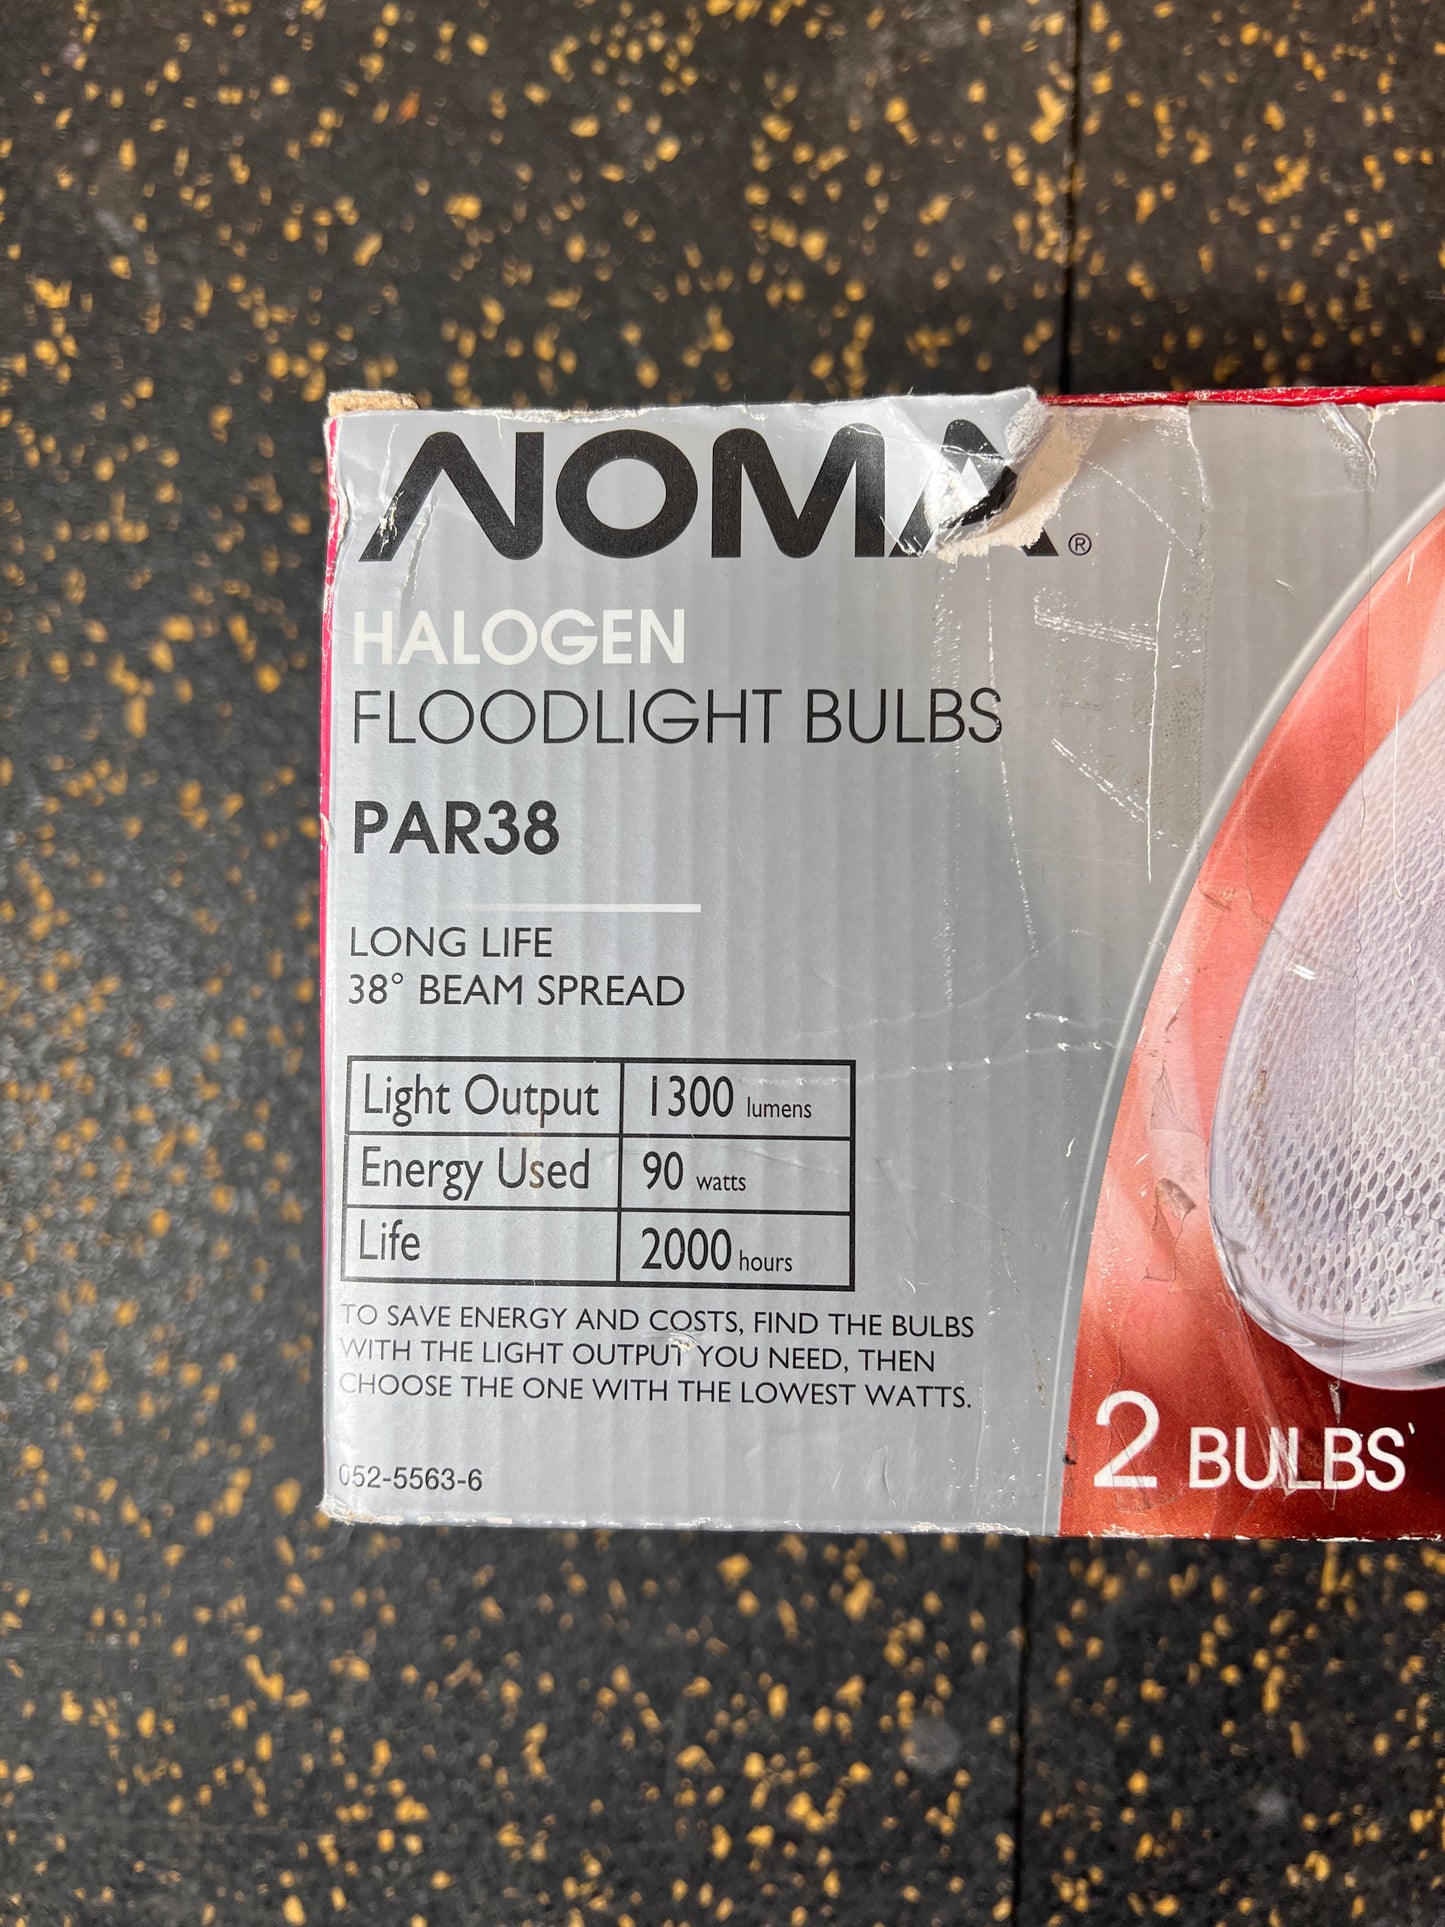 NOMA®
HALOGEN
FLOODLIGHT BULBS
PAR38
LONG LIFE
38° BEAM SPREAD
Light Output 1300 lumens
Energy Used 90 watts
Life 2000 hours
TO SAVE ENERGY AND COSTS, FIND THE BULBS
WITH THE LIGHT OUTPUT YOU NEED, THEN
CHOOSE THE ONE WITH THE LOWEST WATTS.
052-5563-6
2 BULBS